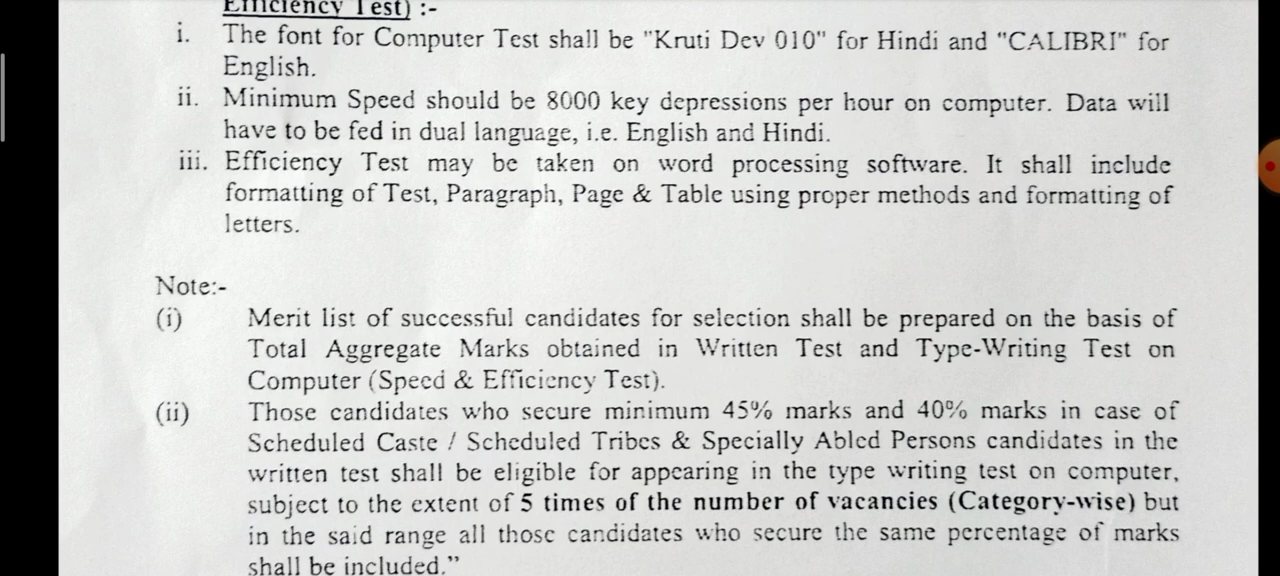 Efficiency Test) :-
i. The font for Computer Test shall be "Kruti Dev 010" for Hindi and "CALIBRI" for
English.
ii. Minimum Speed should be 8000 key depressions per hour on computer. Data will
have to be fed in dual language, i.e. English and Hindi.
iii. Efficiency Test may be taken on word processing software. It shall include
formatting of Test, Paragraph, Page & Table using proper methods and formatting of
letters.
Note:-
(i) Merit list of successful candidates for selection shall be prepared on the basis of
Total Aggregate Marks obtained in Written Test and Type-Writing Test on
Computer (Speed & Efficiency Test).
(ii) Those candidates who secure minimum 45% marks and 40% marks in case of
Scheduled Caste / Scheduled Tribes & Specially Abled Persons candidates in the
written test shall be eligible for appearing in the type writing test on computer,
subject to the extent of 5 times of the number of vacancies (Category-wise) but
in the said range all those candidates who secure the same percentage of marks
shall be included.”